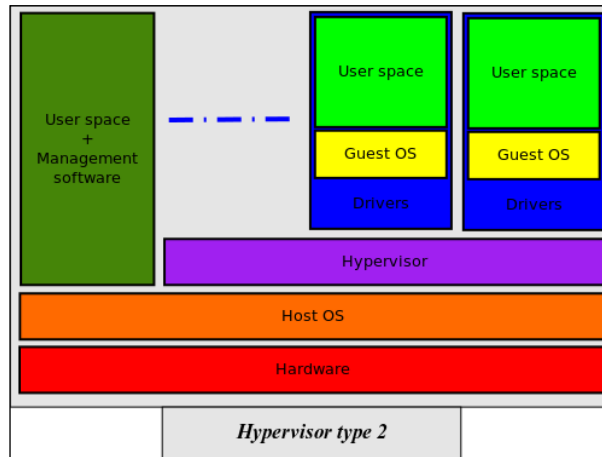 User space
+
Management
software
User space
Guest OS
Drivers
User space
Guest OS
Drivers
Hypervisor
Host OS
Hardware
Hypervisor type 2